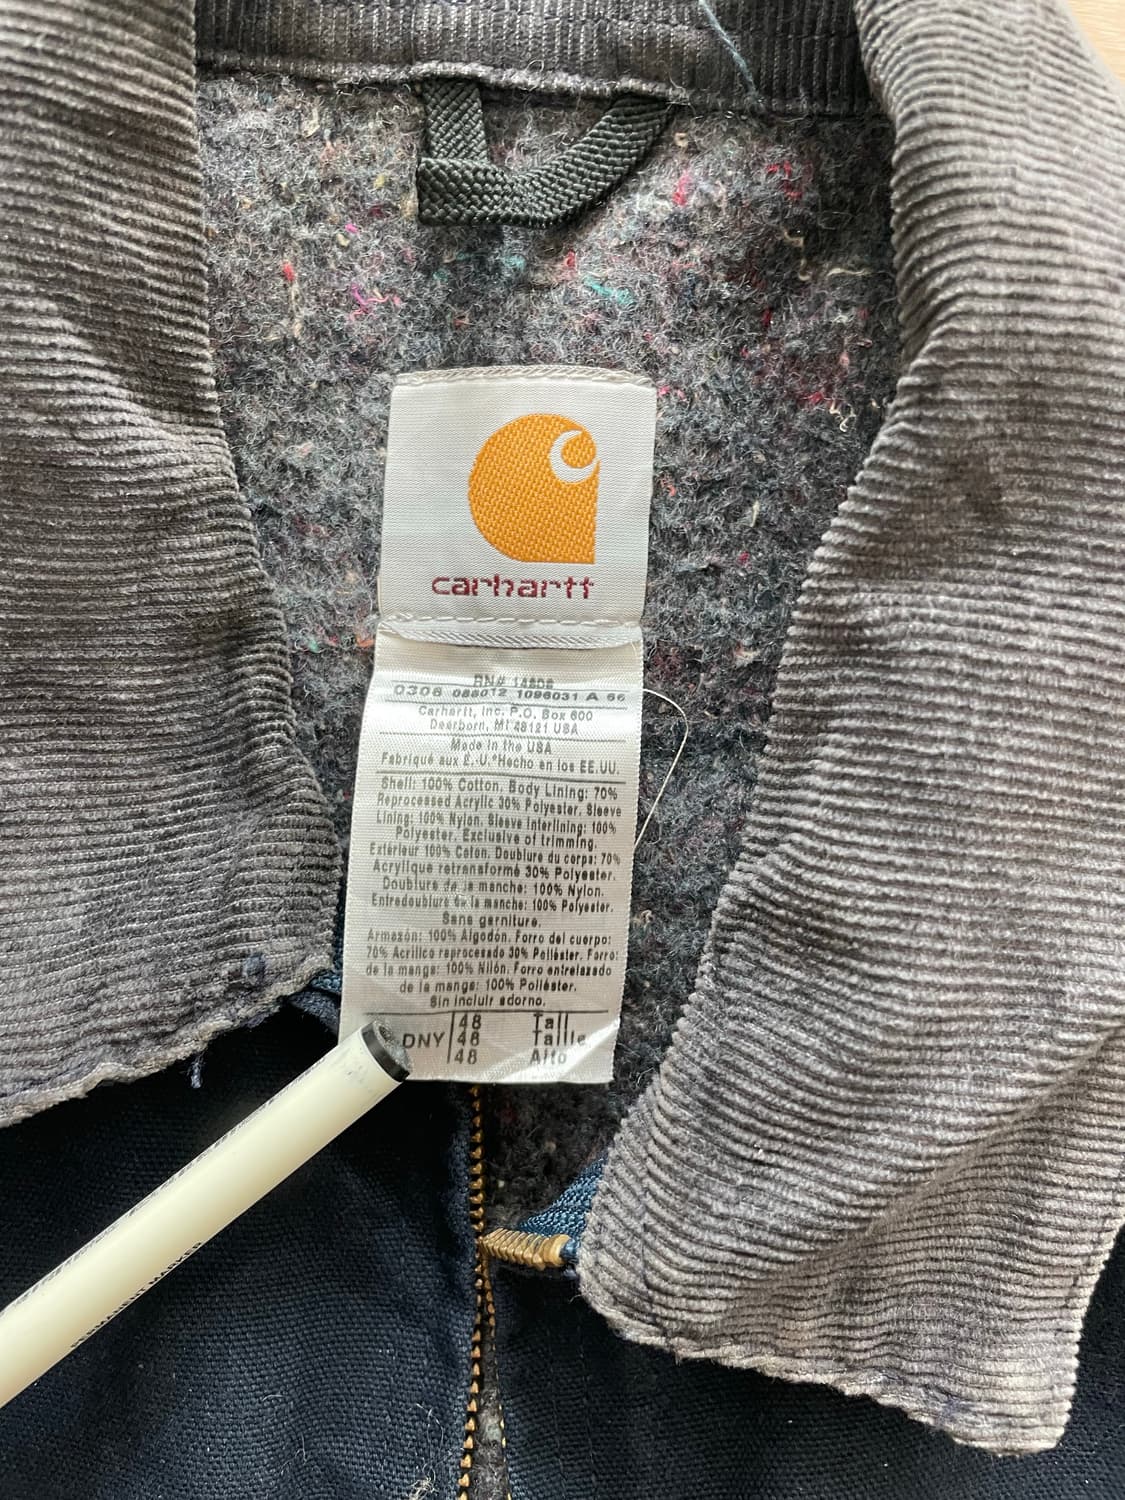 carhartt
RN# 14806
0306 088012 1096031 A 66
Carhartt, Inc. P.O. Box 600
Dearborn, MI 48121 USA
Made in the USA
Fabriqué aux É.-U.*Hecho en los EE.UU.
Shell: 100% Cotton. Body Lining: 70%
Reprocessed Acrylic 30% Polyester. Sleeve
Lining: 100% Nylon. Sleeve Interlining: 100%
Polyester. Exclusive of trimming.
Extérieur 100% Coton. Doublure du corps: 70%
Acrylique retransformé 30% Polyester.
Doublure de la manche: 100% Nylon.
Entredoublure de la manche: 100% Polyester.
Sans garniture.
Armazón: 100% Algodón. Forro del cuerpo:
70% Acrílico reprocesado 30% Poliéster. Forro:
de la manga: 100% Nilón. Forro entrelazado
de la manga: 100% Poliéster.
Sin incluir adorno.
48 Tall
DNY 48 Taille
48 Alto